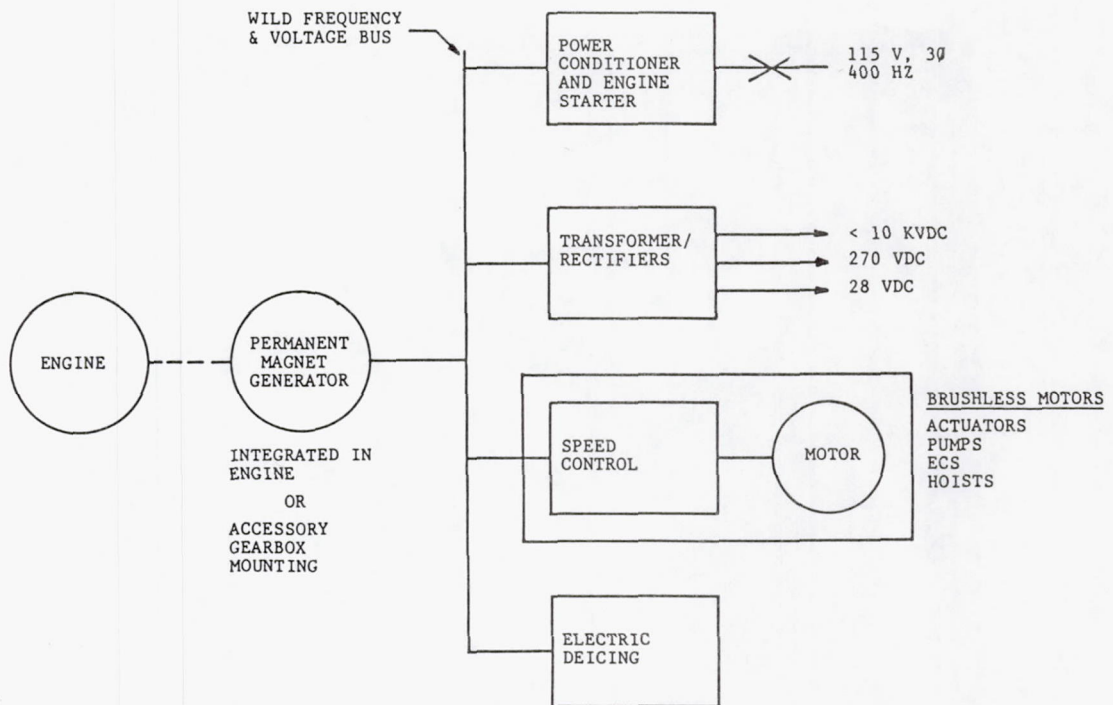 WILD FREQUENCY
& VOLTAGE BUS
POWER
CONDITIONER
AND ENGINE
STARTER
115 V, 3Ø
400 HZ
TRANSFORMER/
RECTIFIERS
< 10 KVDC
270 VDC
28 VDC
ENGINE
PERMANENT
MAGNET
GENERATOR
INTEGRATED IN
ENGINE
OR
ACCESSORY
GEARBOX
MOUNTING
SPEED
CONTROL
MOTOR
BRUSHLESS MOTORS
ACTUATORS
PUMPS
ECS
HOISTS
ELECTRIC
DEICING